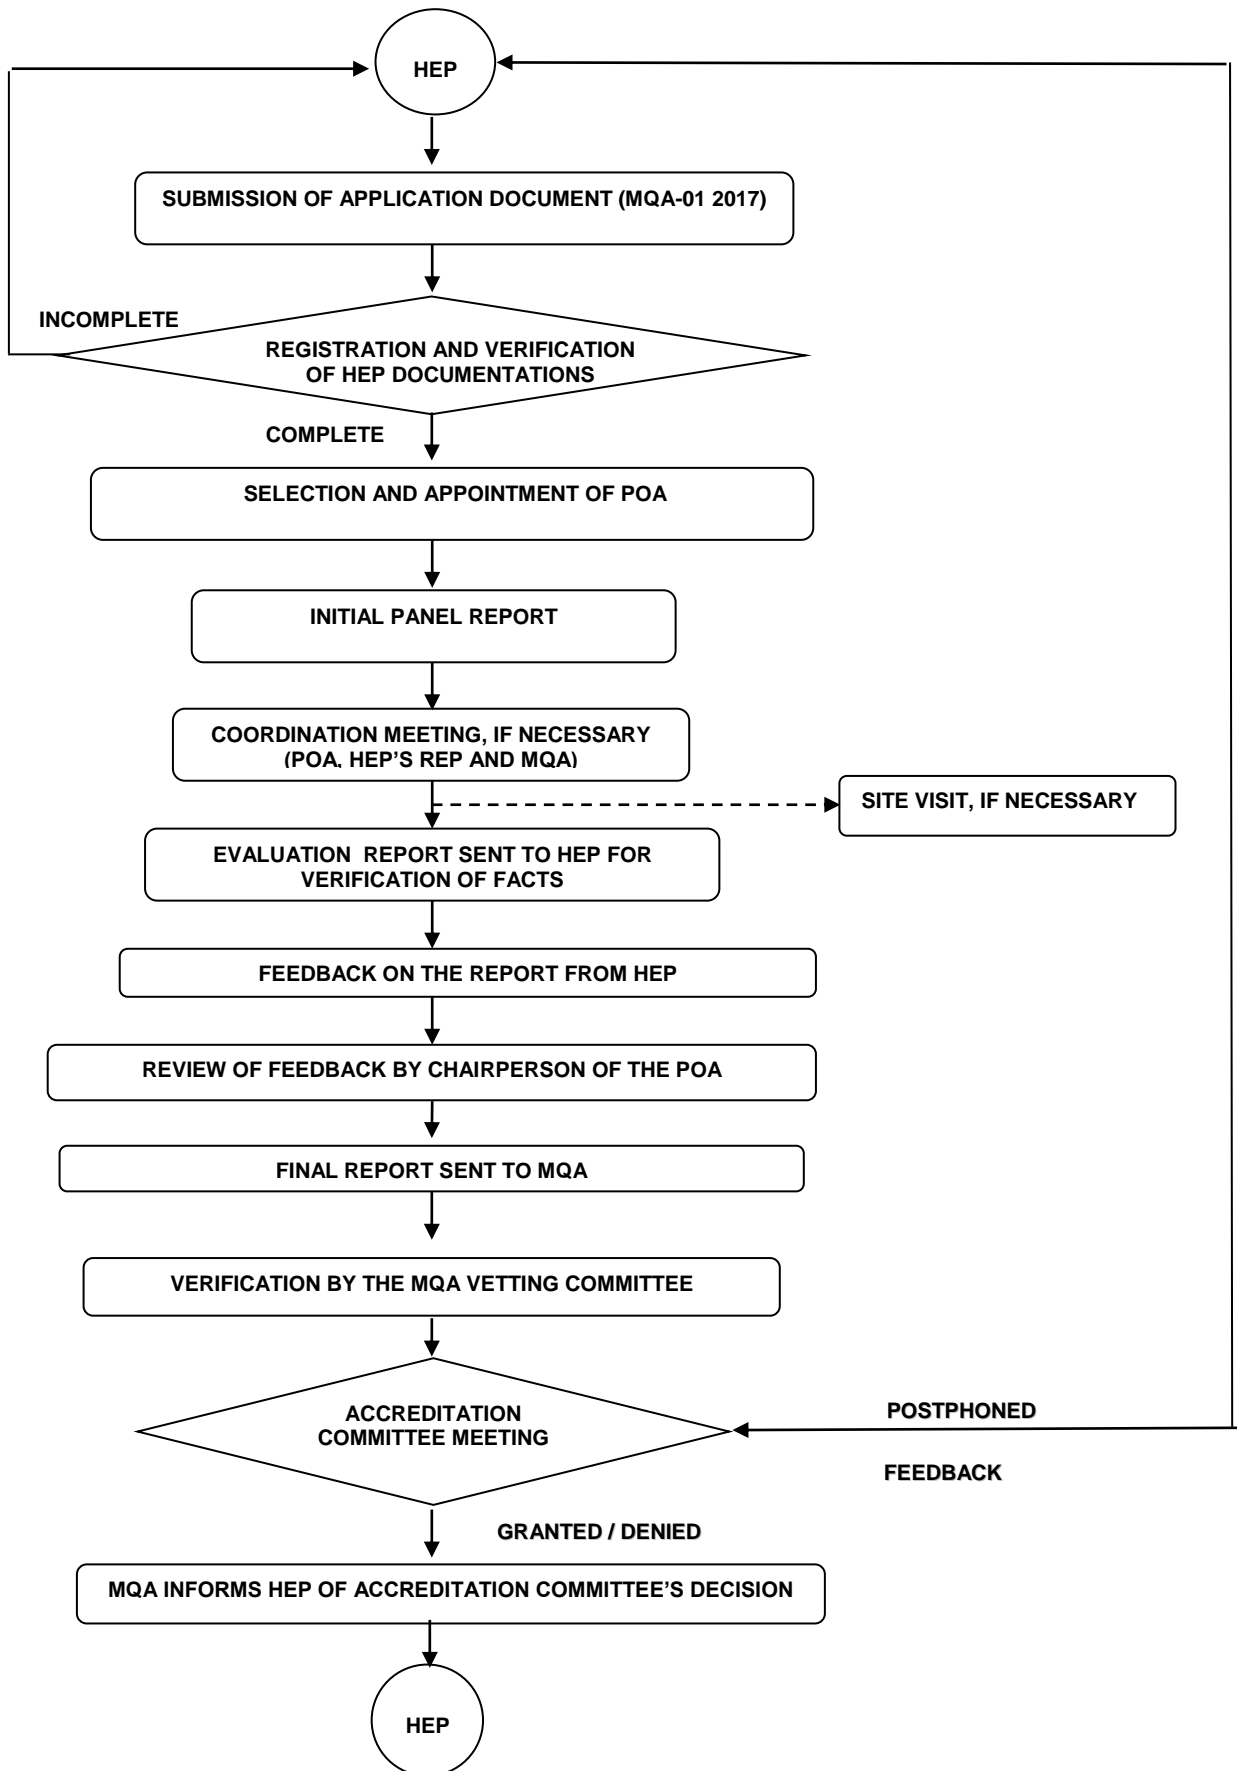 HEP
SUBMISSION OF APPLICATION DOCUMENT (MQA-01 2017)
INCOMPLETE
REGISTRATION AND VERIFICATION
OF HEP DOCUMENTATIONS
COMPLETE
SELECTION AND APPOINTMENT OF POA
INITIAL PANEL REPORT
COORDINATION MEETING, IF NECESSARY
(POA, HEP’S REP AND MQA)
SITE VISIT, IF NECESSARY
EVALUATION REPORT SENT TO HEP FOR
VERIFICATION OF FACTS
FEEDBACK ON THE REPORT FROM HEP
REVIEW OF FEEDBACK BY CHAIRPERSON OF THE POA
FINAL REPORT SENT TO MQA
VERIFICATION BY THE MQA VETTING COMMITTEE
ACCREDITATION
COMMITTEE MEETING
POSTPHONED
FEEDBACK
GRANTED / DENIED
MQA INFORMS HEP OF ACCREDITATION COMMITTEE’S DECISION
HEP